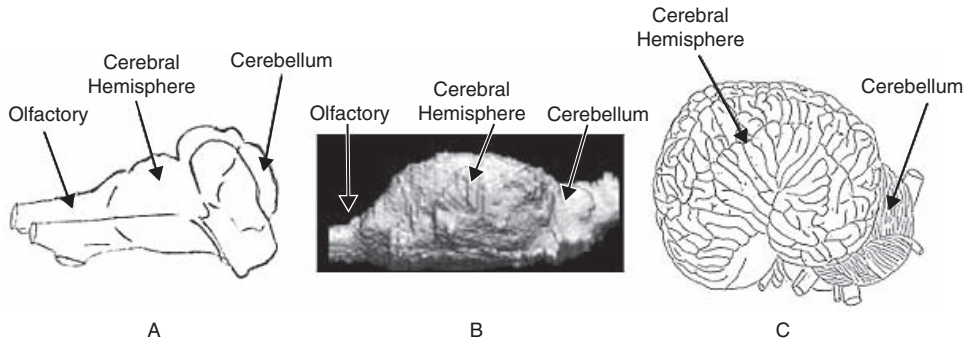 Olfactory
Cerebral
Hemisphere
Cerebellum
A
Olfactory
Cerebral
Hemisphere
Cerebellum
B
Cerebral
Hemisphere
Cerebellum
C